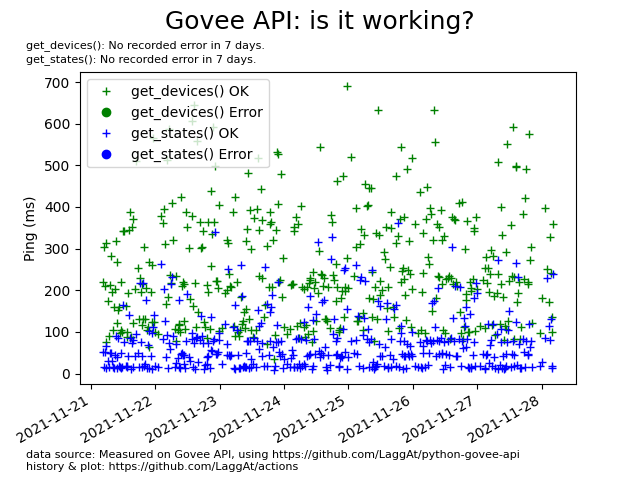 Govee API: is it working?
get_devices(): No recorded error in 7 days.
get_states(): No recorded error in 7 days.
700
600
500
400
300
200
100
0
Ping (ms)
get_devices() OK
get_devices() Error
get_states() OK
get_states() Error
2021-11-21
2021-11-22
2021-11-23
2021-11-24
2021-11-25
2021-11-26
2021-11-27
2021-11-28
data source: Measured on Govee API, using https://github.com/LaggAt/python-govee-api
history & plot: https://github.com/LaggAt/actions